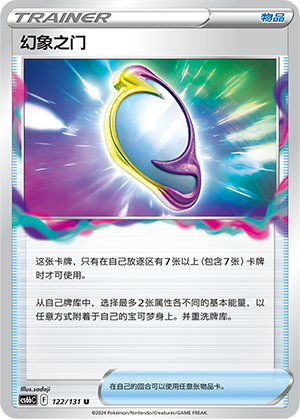 TRAINER
物品
幻象之门
这张卡牌，只有在自己放逐区有7张以上(包含7张)卡牌
时才可使用。
从自己牌库中，选择最多2张属性各不同的基本能量，以
任意方式附着于自己的宝可梦身上。并重洗牌库。
Illus.sadaji
CS6bC F 122/131 U
在自己的回合可以使用任意张物品卡。
©2024 Pokémon/Nintendo/Creatures/GAME FREAK.